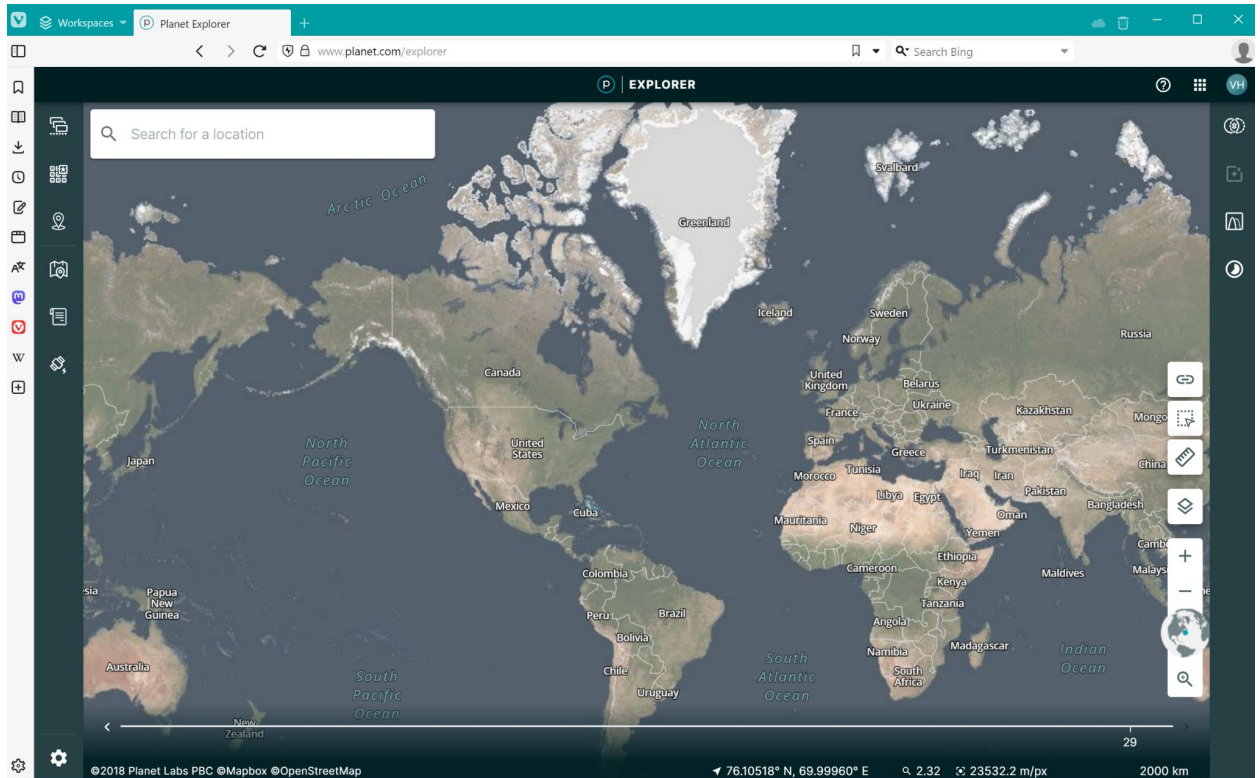 Workspaces
Planet Explorer
www.planet.com/explorer
Search Bing
EXPLORER
VH
Search for a location
Arctic Ocean
Svalbard
Greenland
Iceland
Sweden
Norway
Russia
Canada
United
Kingdom
Belarus
Ukraine
France
Kazakhstan
Mongo
North
Pacific
Ocean
United
States
North
Atlantic
Ocean
Spain
Greece
Turkmenistan
China
Japan
Morocco
Tunisia
Iraq
Iran
Pakistan
Libya
Egypt
Bangladesh
Mexico
Cuba
Mauritania
Niger
Oman
Yemen
Camb
Colombia
Cameroon
Ethiopia
Maldives
Malays
Kenya
sia
Papua
New
Guinea
Peru
Brazil
Tanzania
Angola
Bolivia
Namibia
Madagascar
Indian
Ocean
Australia
South
Pacific
Ocean
Chile
South
Atlantic
Ocean
South
Africa
Uruguay
New
Zealand
29
©2018 Planet Labs PBC ©Mapbox ©OpenStreetMap
76.10518° N, 69.99960° E
2.32
23532.2 m/px
2000 km